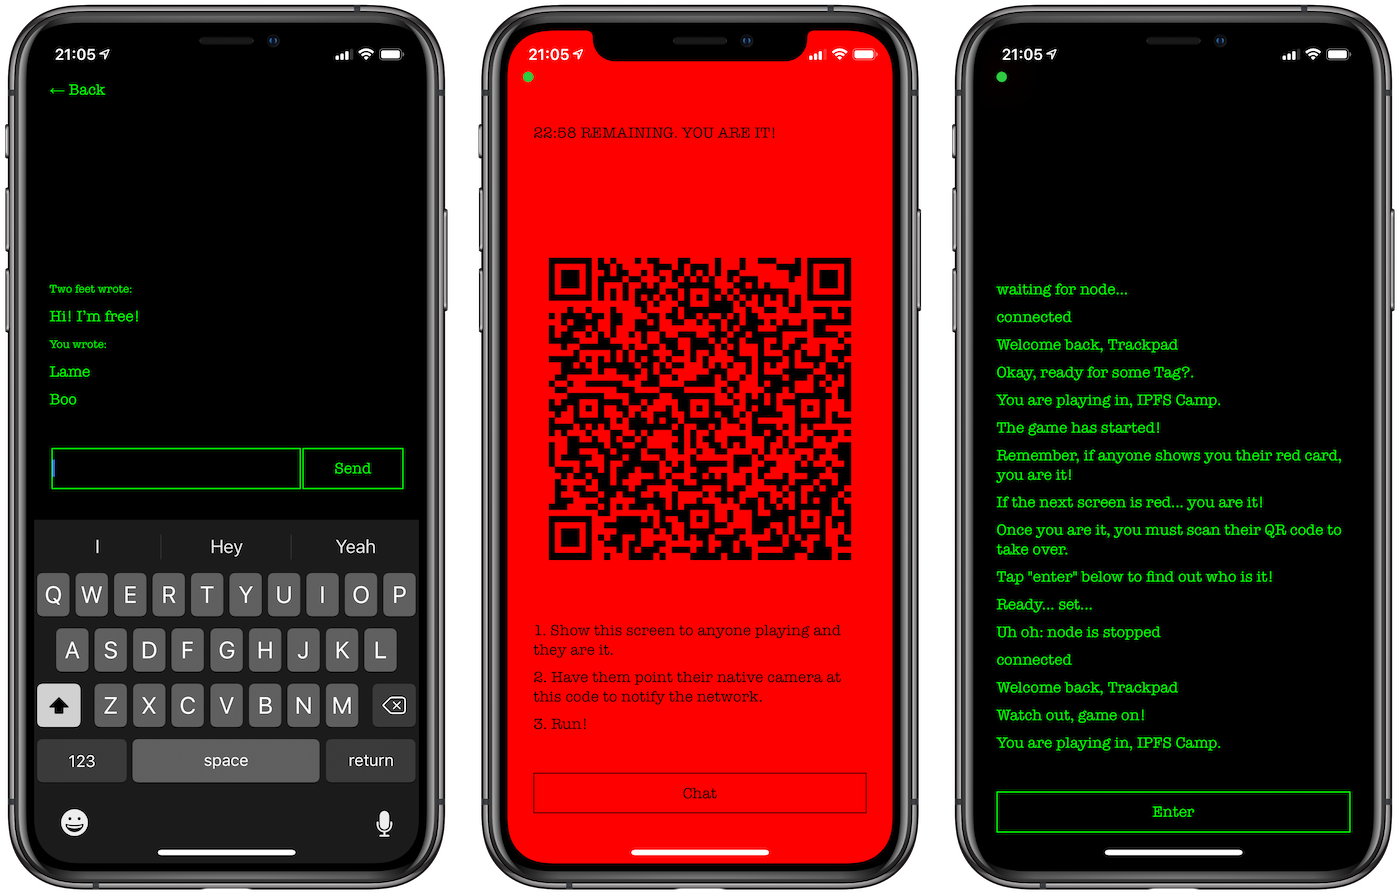 21:05
← Back
Two feet wrote:
Hi! I'm free!
You wrote:
Lame
Boo
Send
I Hey Yeah
Q W E R T Y U I O P
A S D F G H J K L
Z X C V B N M
123 space return
21:05
22:58 REMAINING. YOU ARE IT!
1. Show this screen to anyone playing and
they are it.
2. Have them point their native camera at
this code to notify the network.
3. Run!
Chat
21:05
waiting for node...
connected
Welcome back, Trackpad
Okay, ready for some Tag?.
You are playing in, IPFS Camp.
The game has started!
Remember, if anyone shows you their red card,
you are it!
If the next screen is red... you are it!
Once you are it, you must scan their QR code to
take over.
Tap "enter" below to find out who is it!
Ready... set...
Uh oh: node is stopped
connected
Welcome back, Trackpad
Watch out, game on!
You are playing in, IPFS Camp.
Enter